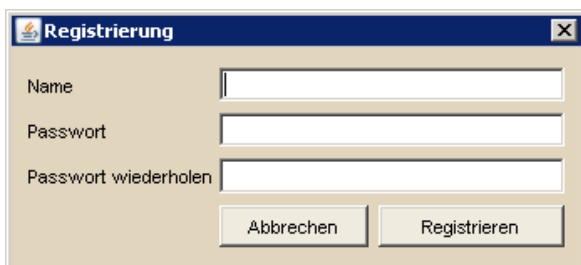 Registrierung
Name
Passwort
Passwort wiederholen
Abbrechen Registrieren